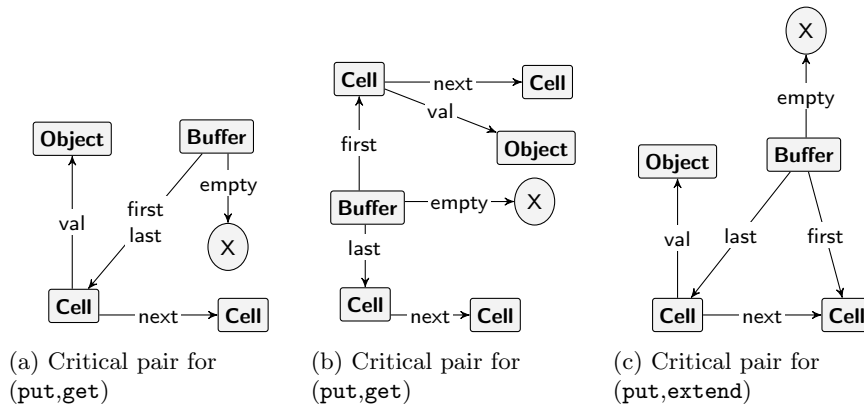 Object
Buffer
empty
val
first
last
X
Cell
next
Cell
(a) Critical pair for
(put,get)
Cell
next
Cell
val
first
Object
Buffer
empty
X
last
Cell
next
Cell
(b) Critical pair for
(put,get)
X
empty
Object
Buffer
val
last
first
Cell
next
Cell
(c) Critical pair for
(put,extend)